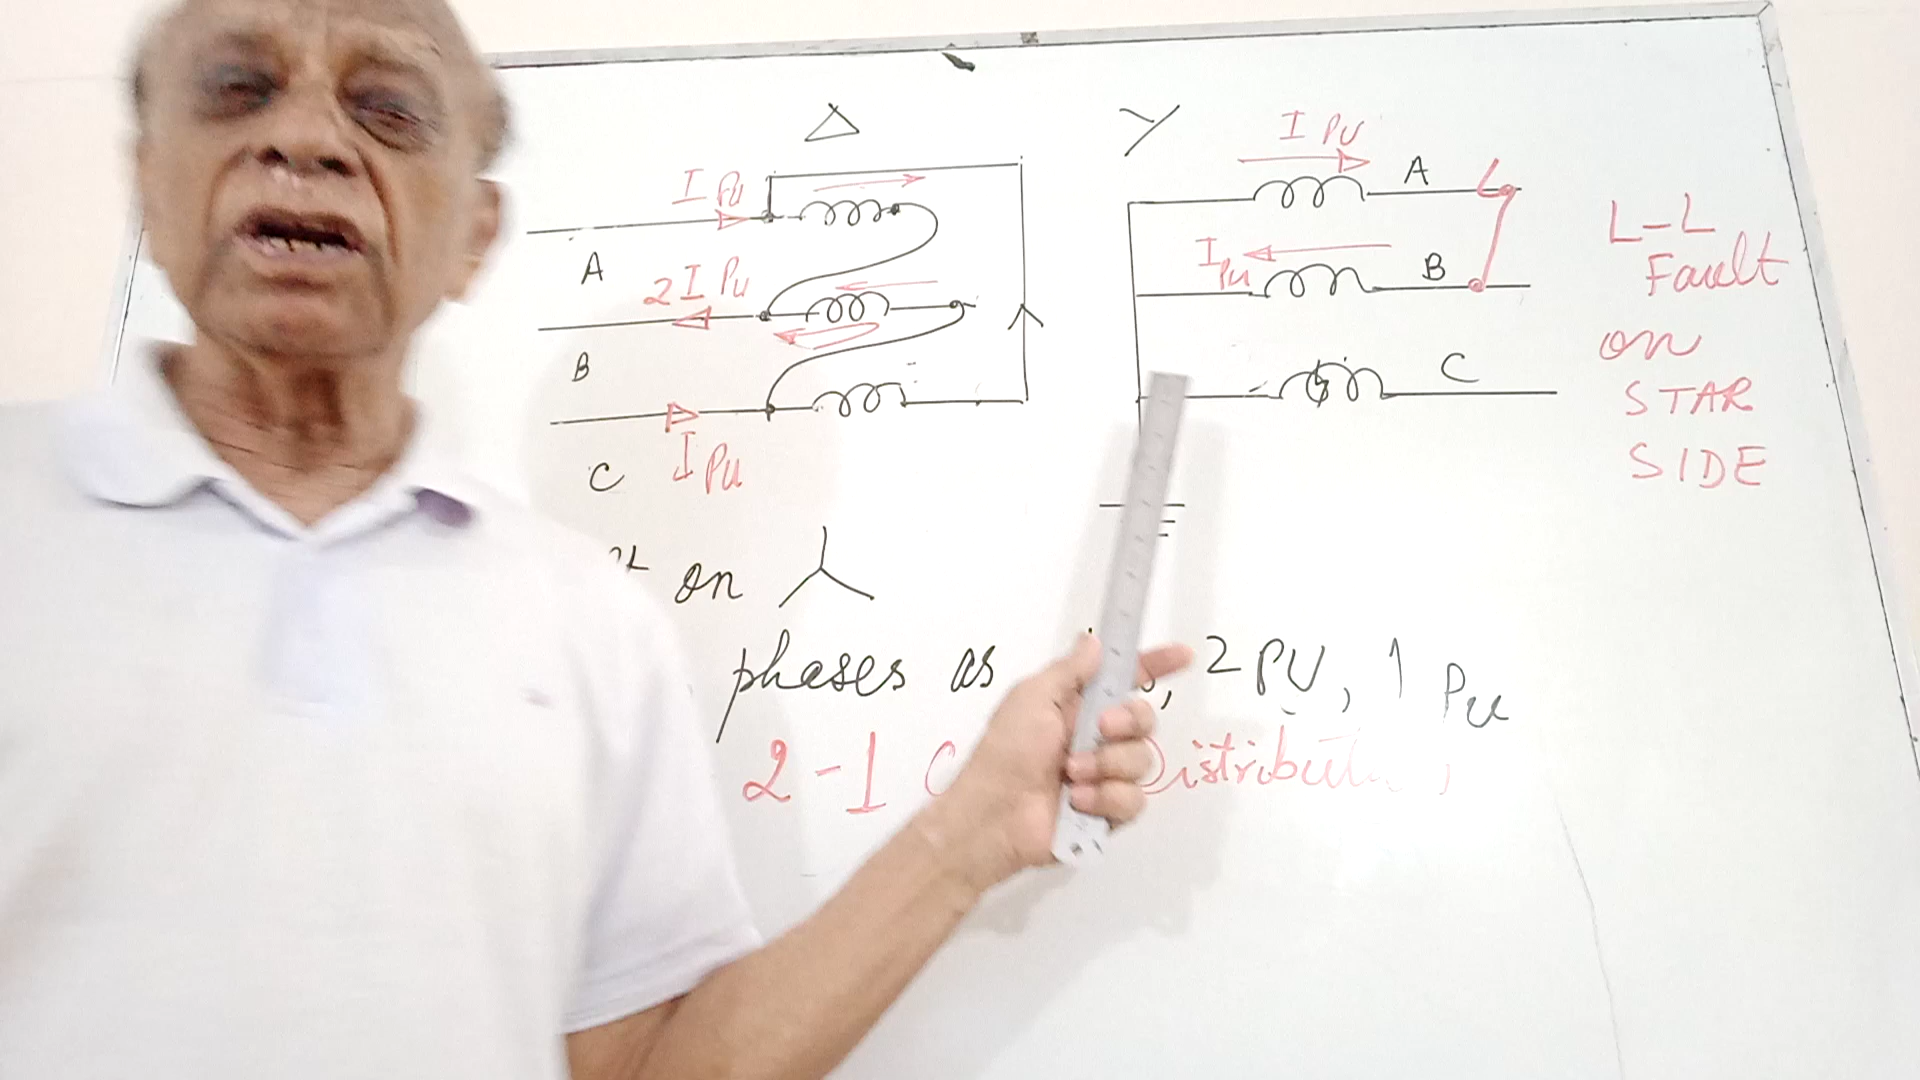 Δ
Y
I PU
I PU
A
L-L
Fault
on
STAR
SIDE
A
2 I PU
I PU
B
B
C
C
I PU
on
phases as
2 PU, 1 PU
2-1
Distribut